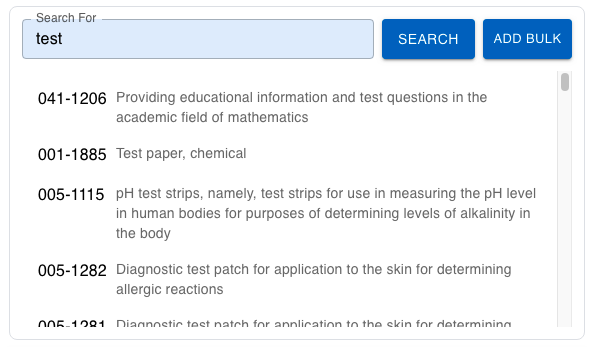 Search For
test
SEARCH
ADD BULK
041-1206 Providing educational information and test questions in the
academic field of mathematics
001-1885 Test paper, chemical
005-1115 pH test strips, namely, test strips for use in measuring the pH level
in human bodies for purposes of determining levels of alkalinity in
the body
005-1282 Diagnostic test patch for application to the skin for determining
allergic reactions
005-1281 Diagnostic test patch for application to the skin for determining